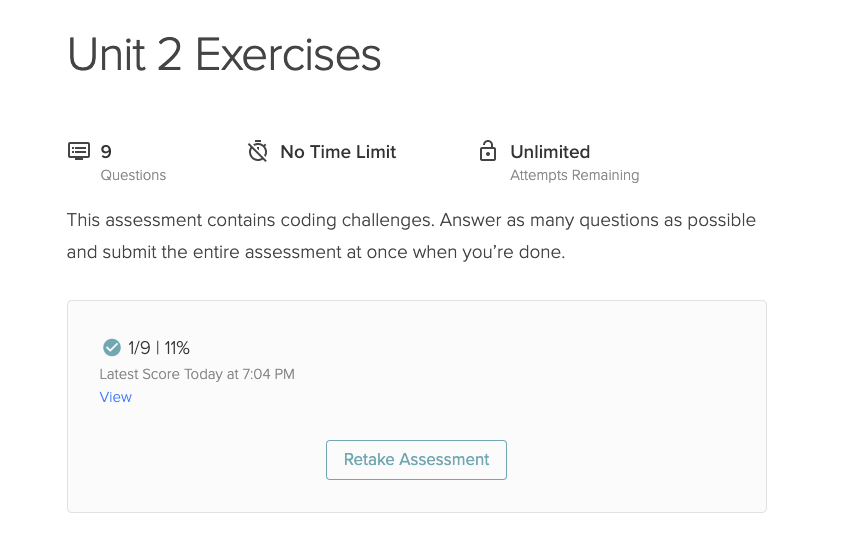 Unit 2 Exercises
9
Questions
No Time Limit
Unlimited
Attempts Remaining
This assessment contains coding challenges. Answer as many questions as possible
and submit the entire assessment at once when you’re done.
1/9 | 11%
Latest Score Today at 7:04 PM
View
Retake Assessment